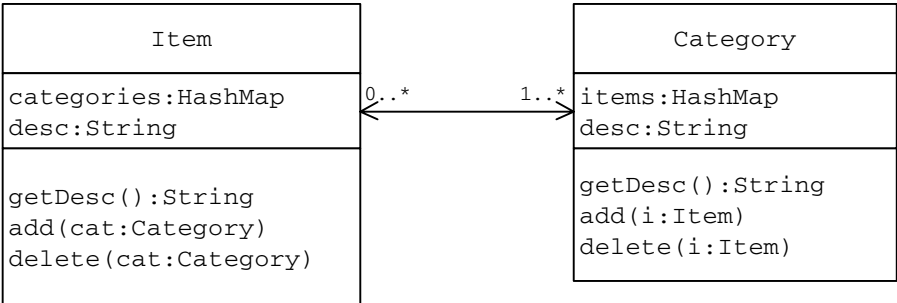 Item
categories:HashMap
desc:String
getDesc():String
add(cat:Category)
delete(cat:Category)
0..*
1..*
Category
items:HashMap
desc:String
getDesc():String
add(i:Item)
delete(i:Item)